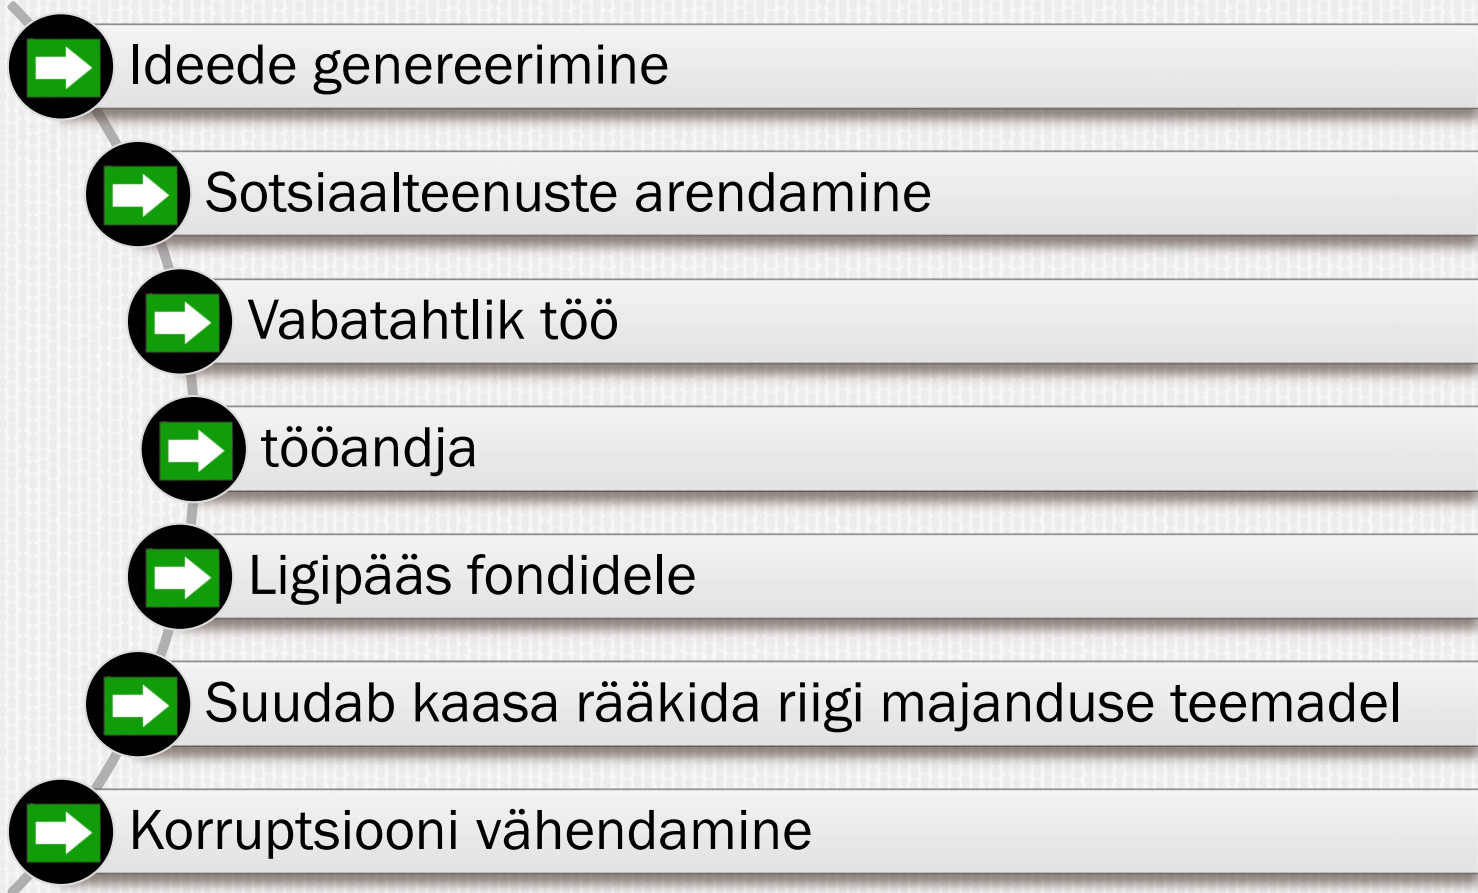 Ideede genereerimine
Sotsiaalteenuste arendamine
Vabatahtlik töö
tööandja
Ligipääs fondidele
Suudab kaasa rääkida riigi majanduse teemadel
Korruptsiooni vähendamine